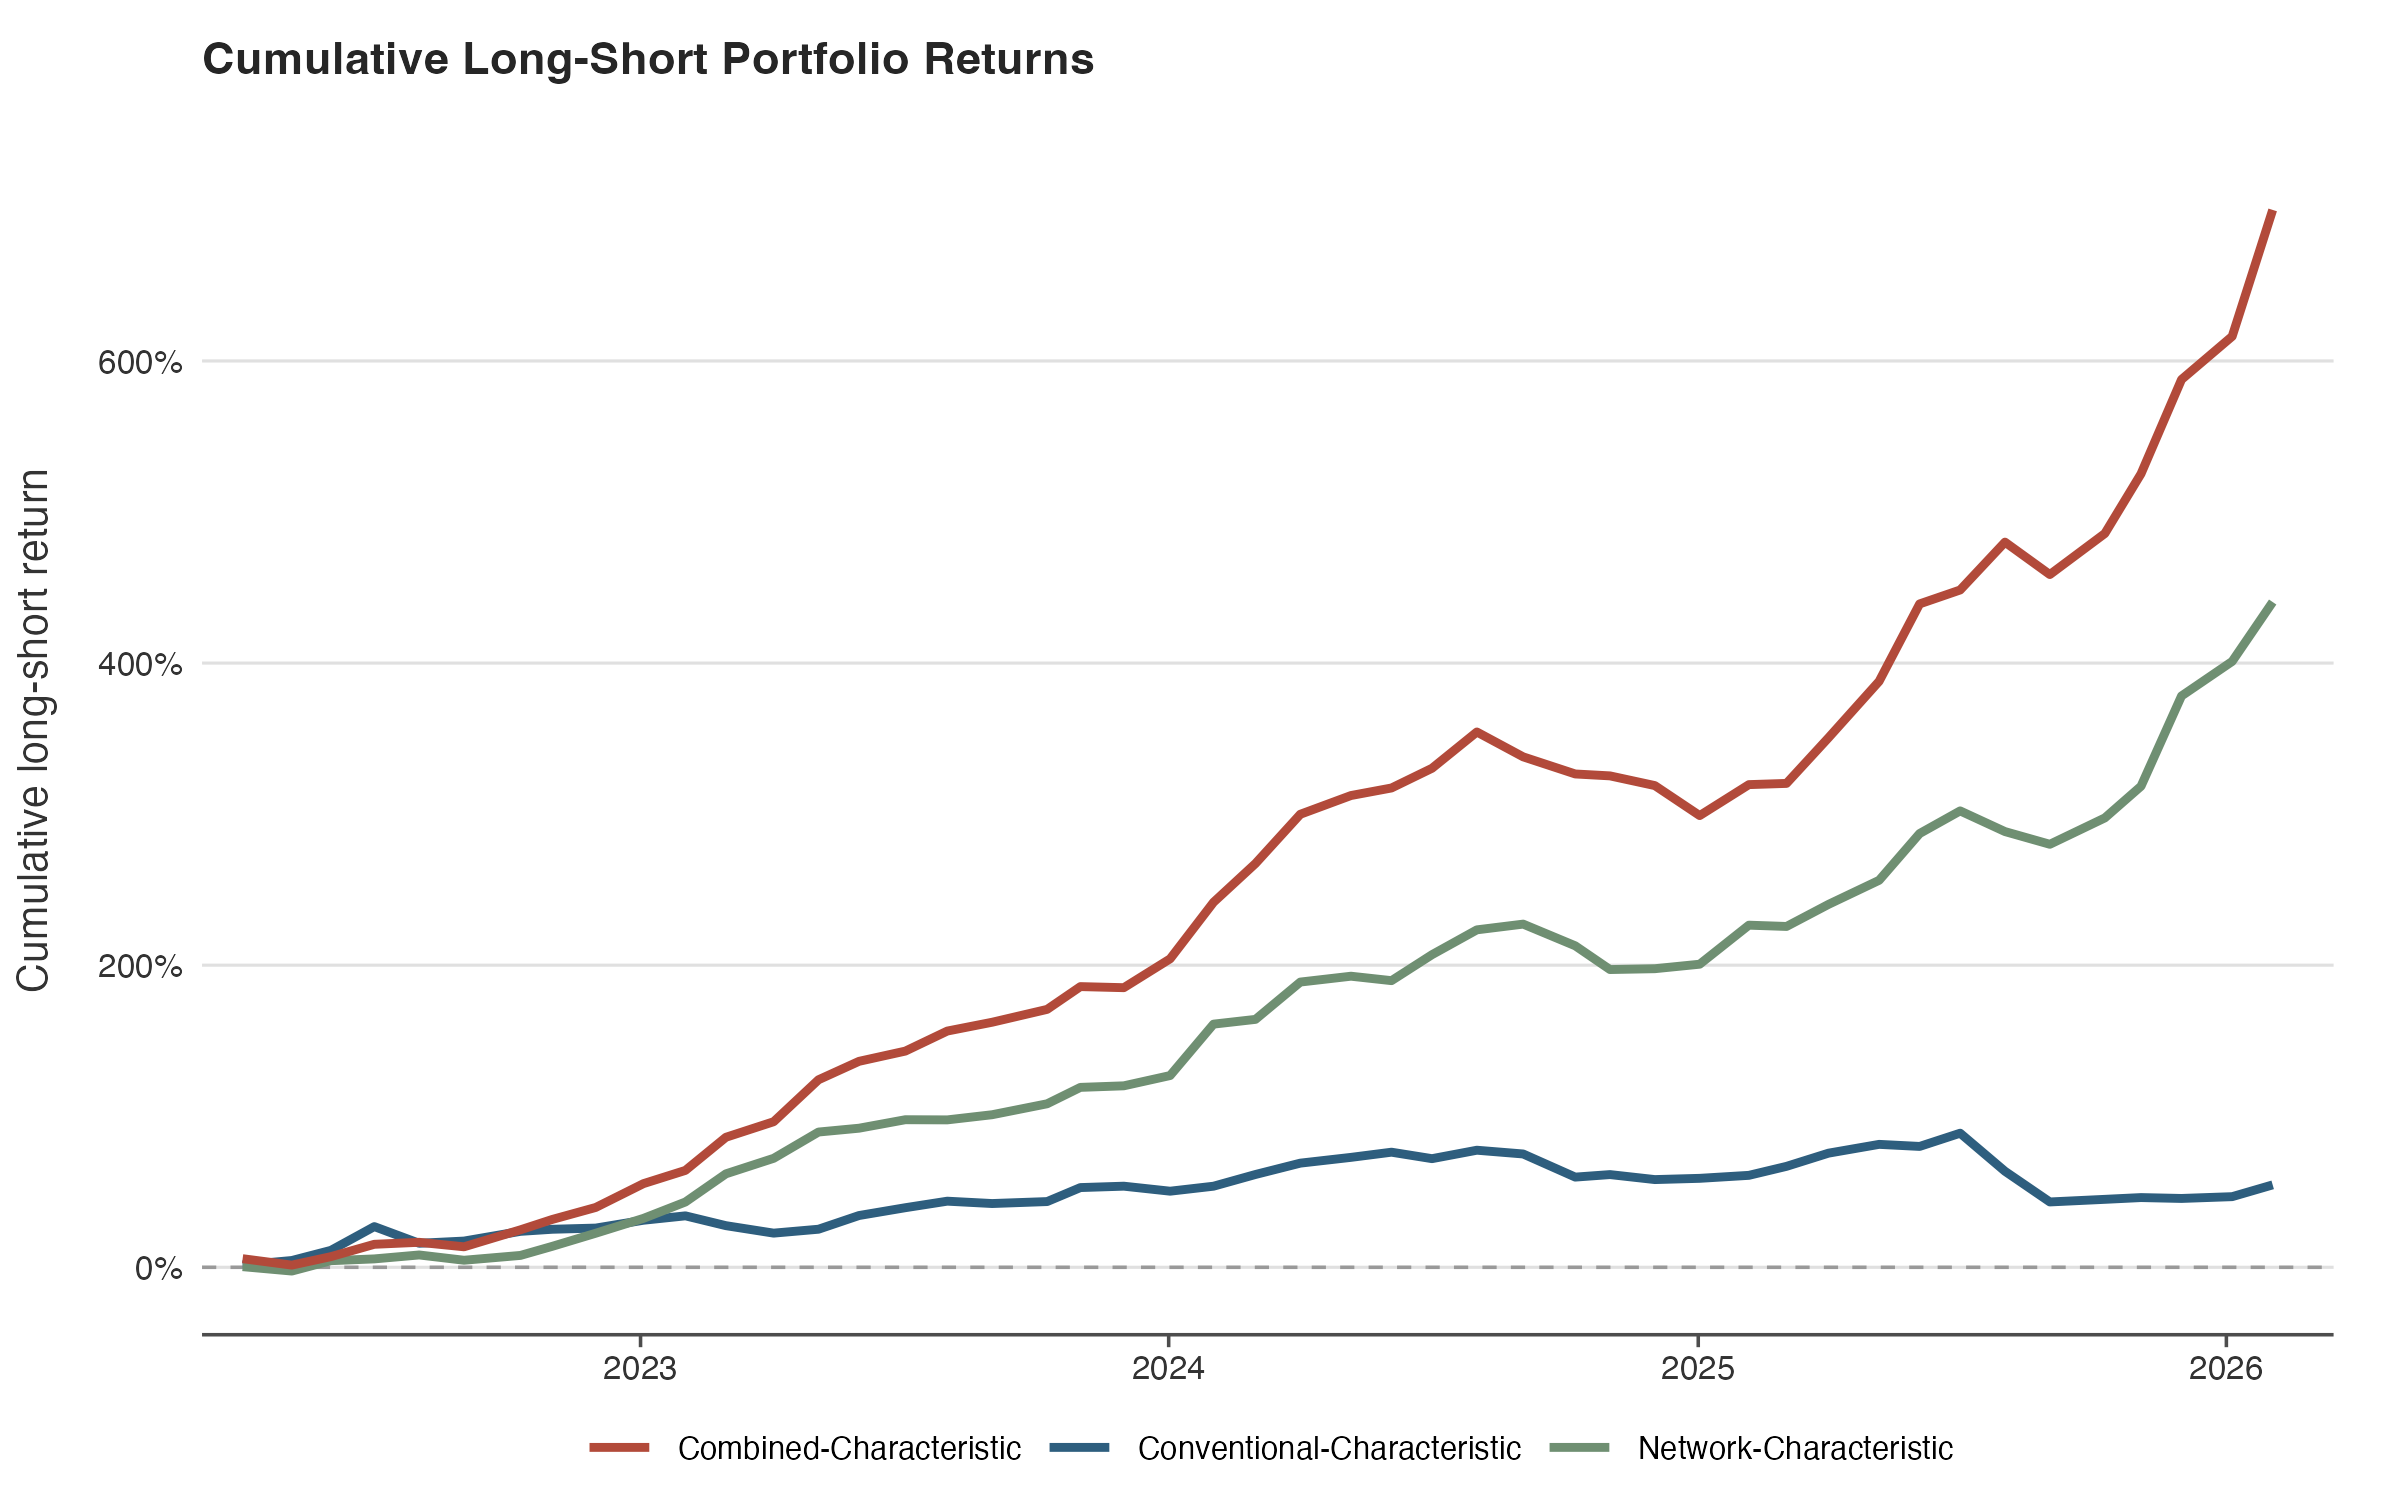 Cumulative Long-Short Portfolio Returns
Cumulative long-short return
600%
400%
200%
0%
2023 2024 2025 2026
Combined-Characteristic Conventional-Characteristic Network-Characteristic